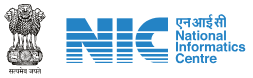 सत्यमेव जयते
NIC
एन आई सी
National
Informatics
Centre